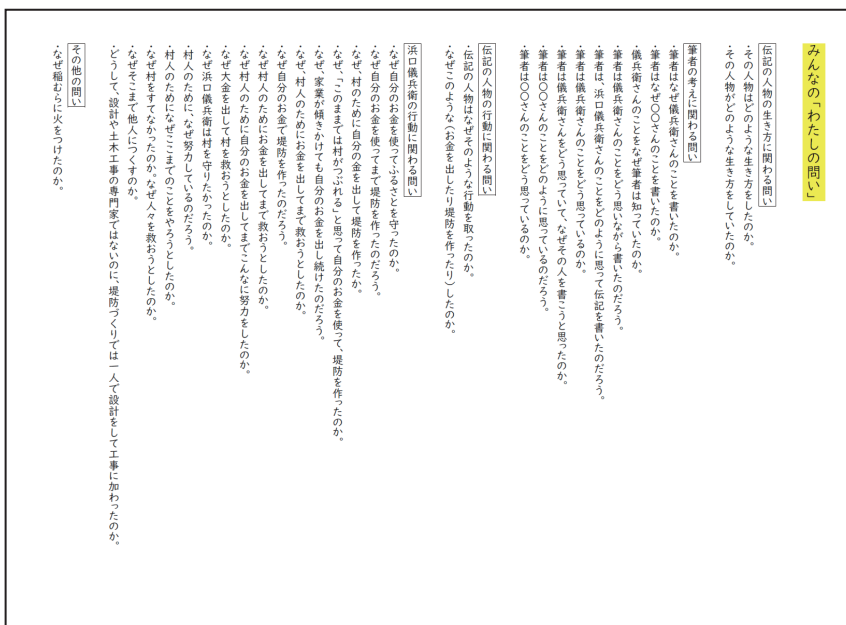 みんなの「わたしの問い」
伝記の人物の生き方に関わる問い
・その人物はどのような生き方をしたのか。
・その人物がどのような生き方をしていたのか。
筆者の考えに関わる問い
・筆者はなぜ儀兵衛さんのことを書いたのか。
・筆者はなぜ〇〇さんのことを書いたのか。
・儀兵衛さんのことをなぜ筆者は知っていたのか。
・筆者は儀兵衛さんのことをどう思いながら書いたのだろう。
・筆者は、浜口儀兵衛さんのことをどのように思って伝記を書いたのだろう。
・筆者は儀兵衛さんのことをどう思っているのか。
・筆者は儀兵衛さんをどう思っていて、なぜその人を書こうと思ったのか。
・筆者は〇〇さんのことをどのように思っているのだろう。
・筆者は〇〇さんのことをどう思っているのか。
伝記の人物の行動に関わる問い
・伝記の人物はなぜそのような行動を取ったのか。
・なぜこのような(お金を出したり堤防を作ったり)したのか。
浜口儀兵衛の行動に関わる問い
・なぜ自分のお金を使ってふるさとを守ったのか。
・なぜ自分のお金を使ってまで堤防を作ったのだろう。
・なぜ、村のために自分の金を出して堤防を作ったか。
・なぜ、「このままでは村がつぶれる」と思って自分のお金を使って、堤防を作ったのか。
・なぜ、家業が傾きかけても自分のお金を出し続けたのだろう。
・なぜ、村人のためにお金を出してまで救おうとしたのか。
・なぜ自分のお金で堤防を作ったのだろう。
・なぜ村人のためにお金を出してまで救おうとしたのか。
・なぜ村人のために自分のお金を出してまでこんなに努力をしたのか。
・なぜ大金を出して村を救おうとしたのか。
・なぜ浜口儀兵衛は村を守りたかったのか。
・村人のために、なぜ努力しているのだろう。
・村人のためになぜここまでのことをやろうとしたのか。
・なぜ村をすてなかったのか。なぜ人々を救おうとしたのか。
・なぜそこまで他人につくすのか。
・どうして、設計や土木工事の専門家ではないのに、堤防づくりでは一人で設計をして工事に加わったのか。
その他の問い
・なぜ稲むらに火をつけたのか。